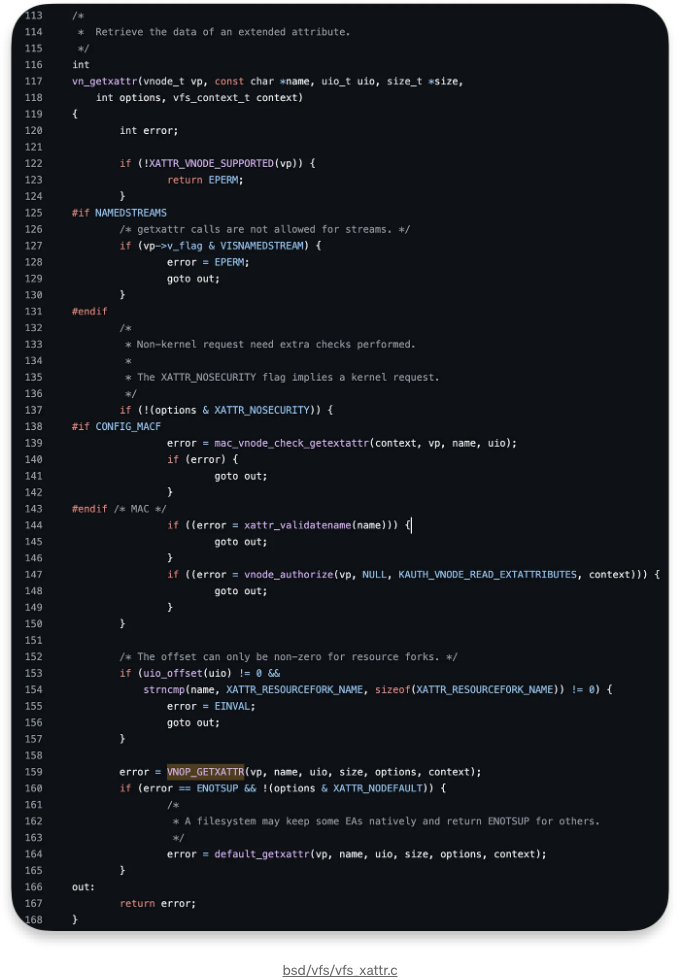 113 /*
114  *  Retrieve the data of an extended attribute.
115  */
116 int
117 vn_getxattr(vnode_t vp, const char *name, uio_t uio, size_t *size,
118     int options, vfs_context_t context)
119 {
120         int error;
121
122         if (!XATTR_VNODE_SUPPORTED(vp)) {
123                 return EPERM;
124         }
125 #if NAMEDSTREAMS
126         /* getxattr calls are not allowed for streams. */
127         if (vp->v_flag & VISNAMEDSTREAM) {
128                 error = EPERM;
129                 goto out;
130         }
131 #endif
132         /*
133          * Non-kernel request need extra checks performed.
134          *
135          * The XATTR_NOSECURITY flag implies a kernel request.
136          */
137         if (!(options & XATTR_NOSECURITY)) {
138 #if CONFIG_MACF
139                 error = mac_vnode_check_getextattr(context, vp, name, uio);
140                 if (error) {
141                         goto out;
142                 }
143 #endif /* MAC */
144                 if ((error = xattr_validatename(name))) {
145                         goto out;
146                 }
147                 if ((error = vnode_authorize(vp, NULL, KAUTH_VNODE_READ_EXTATTRIBUTES, context))) {
148                         goto out;
149                 }
150         }
151
152         /* The offset can only be non-zero for resource forks. */
153         if (uio_offset(uio) != 0 &&
154             strncmp(name, XATTR_RESOURCEFORK_NAME, sizeof(XATTR_RESOURCEFORK_NAME)) != 0) {
155                 error = EINVAL;
156                 goto out;
157         }
158
159         error = VNOP_GETXATTR(vp, name, uio, size, options, context);
160         if (error == ENOTSUP && !(options & XATTR_NODEFAULT)) {
161                 /*
162                  * A filesystem may keep some EAs natively and return ENOTSUP for others.
163                  */
164                 error = default_getxattr(vp, name, uio, size, options, context);
165         }
166 out:
167         return error;
168 }
bsd/vfs/vfs_xattr.c